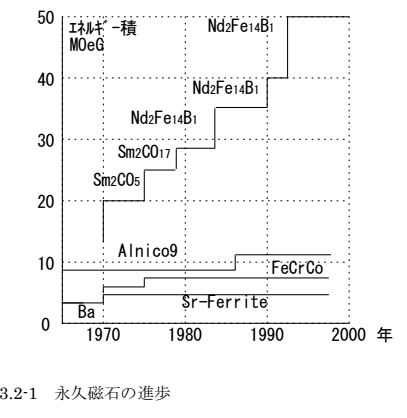 50
エネルギー積
MOeG
Nd2Fe14B1
40
Nd2Fe14B1
Nd2Fe14B1
30
Sm2CO17
Sm2CO5
20
Alnico9
10
FeCrCo
Sr-Ferrite
Ba
0
1970 1980 1990 2000 年
3.2-1 永久磁石の進歩